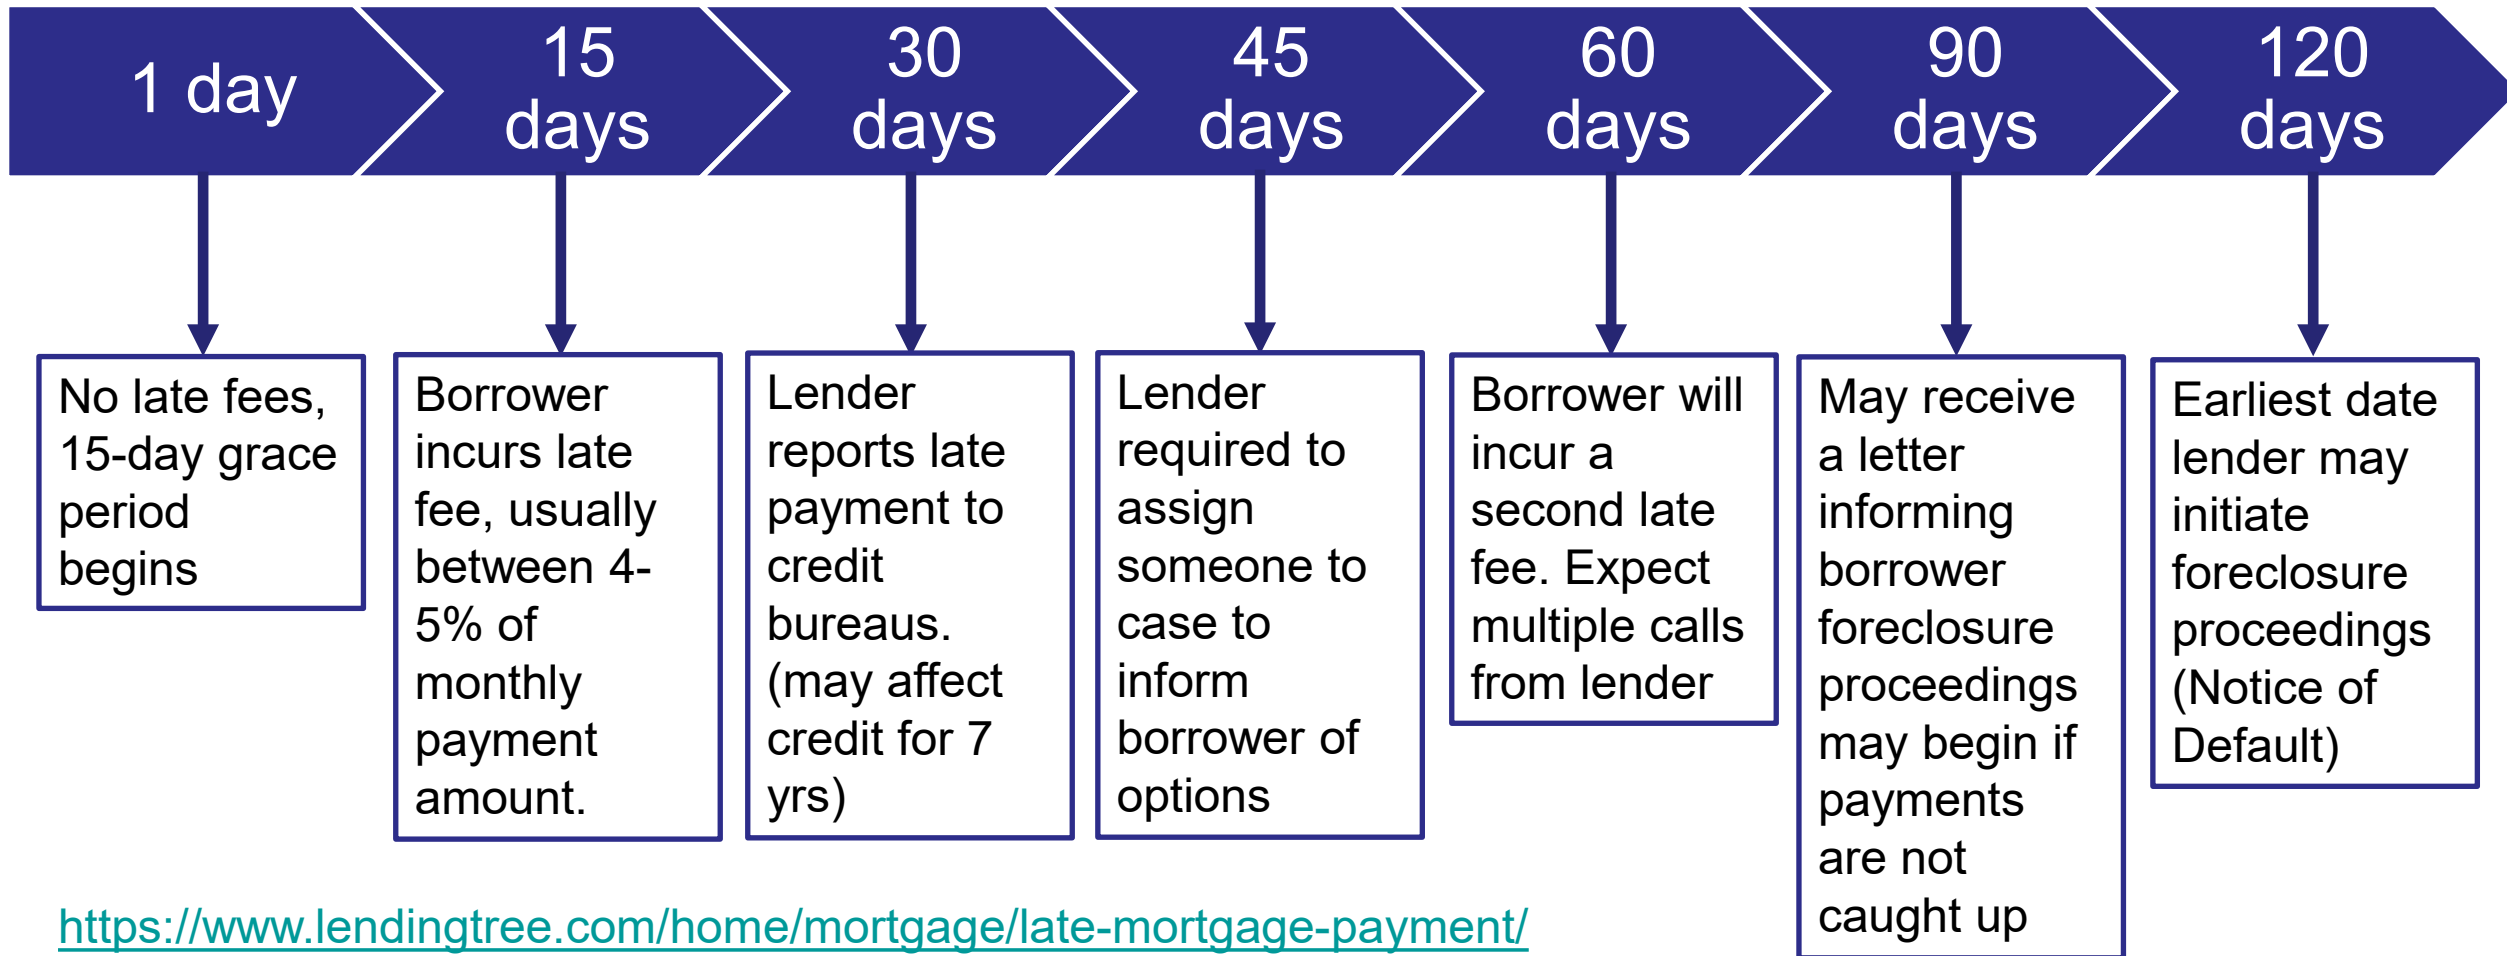 1 day
15
days
30
days
45
days
60
days
90
days
120
days
No late fees,
15-day grace
period
begins
Borrower
incurs late
fee, usually
between 4-
5% of
monthly
payment
amount.
Lender
reports late
payment to
credit
bureaus.
(may affect
credit for 7
yrs)
Lender
required to
assign
someone to
case to
inform
borrower of
options
Borrower will
incur a
second late
fee. Expect
multiple calls
from lender
May receive
a letter
informing
borrower
foreclosure
proceedings
may begin if
payments
are not
caught up
Earliest date
lender may
initiate
foreclosure
proceedings
(Notice of
Default)
https://www.lendingtree.com/home/mortgage/late-mortgage-payment/